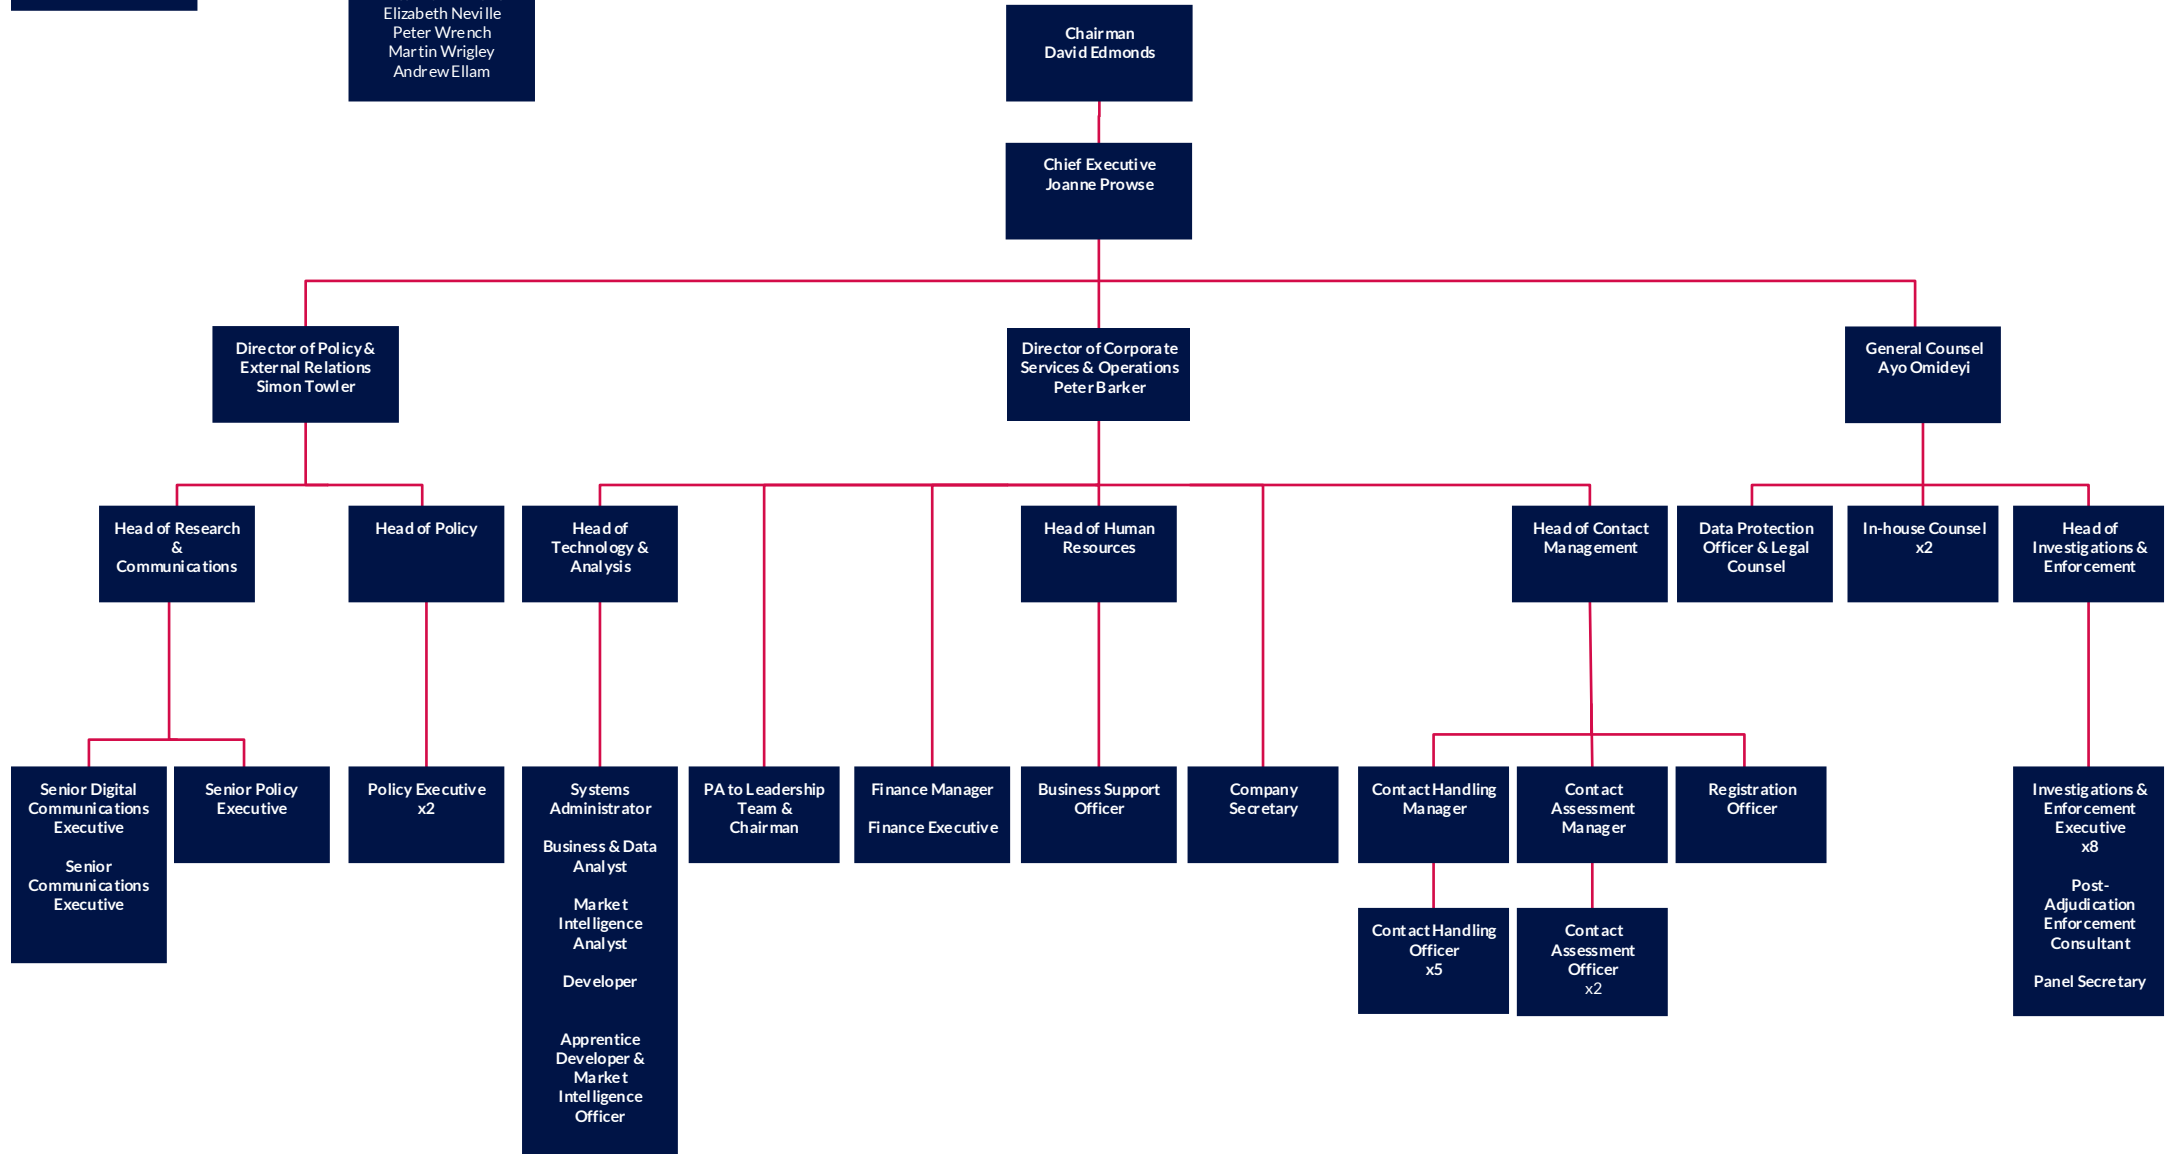 Elizabeth Neville
Peter Wrench
Martin Wrigley
Andrew Ellam
Chairman
David Edmonds
Chief Executive
Joanne Prowse
Director of Policy &
External Relations
Simon Towler
Director of Corporate
Services & Operations
Peter Barker
General Counsel
Ayo Omideyi
Head of Research
&
Communications
Head of Policy
Head of
Technology &
Analysis
Head of Human
Resources
Head of Contact
Management
Data Protection
Officer & Legal
Counsel
In-house Counsel
x2
Head of
Investigations &
Enforcement
Senior Digital
Communications
Executive
Senior
Communications
Executive
Senior Policy
Executive
Policy Executive
x2
Systems
Administrator
Business & Data
Analyst
Market
Intelligence
Analyst
Developer
Apprentice
Developer &
Market
Intelligence
Officer
PA to Leadership
Team &
Chairman
Finance Manager
Finance Executive
Business Support
Officer
Company
Secretary
Contact Handling
Manager
Contact
Assessment
Manager
Registration
Officer
Contact Handling
Officer
x5
Contact
Assessment
Officer
x2
Investigations &
Enforcement
Executive
x8
Post-
Adjudication
Enforcement
Consultant
Panel Secretary